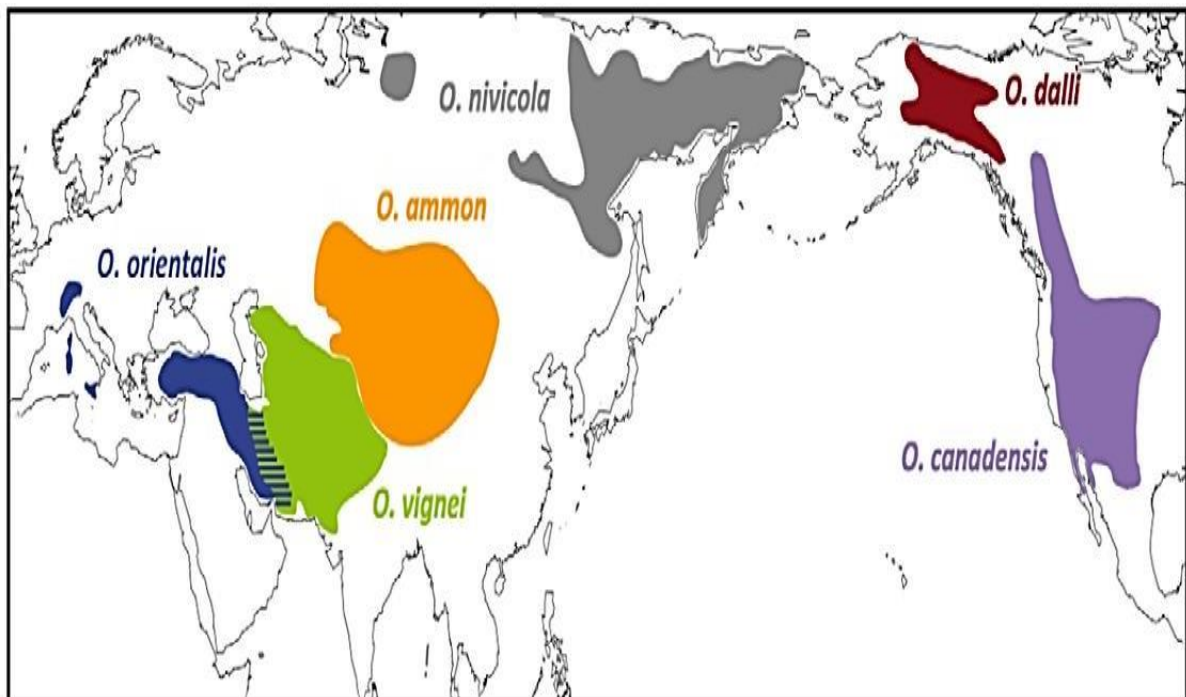 O. nivicola
O. dalli
O. ammon
O. orientalis
O. canadensis
O. vignei